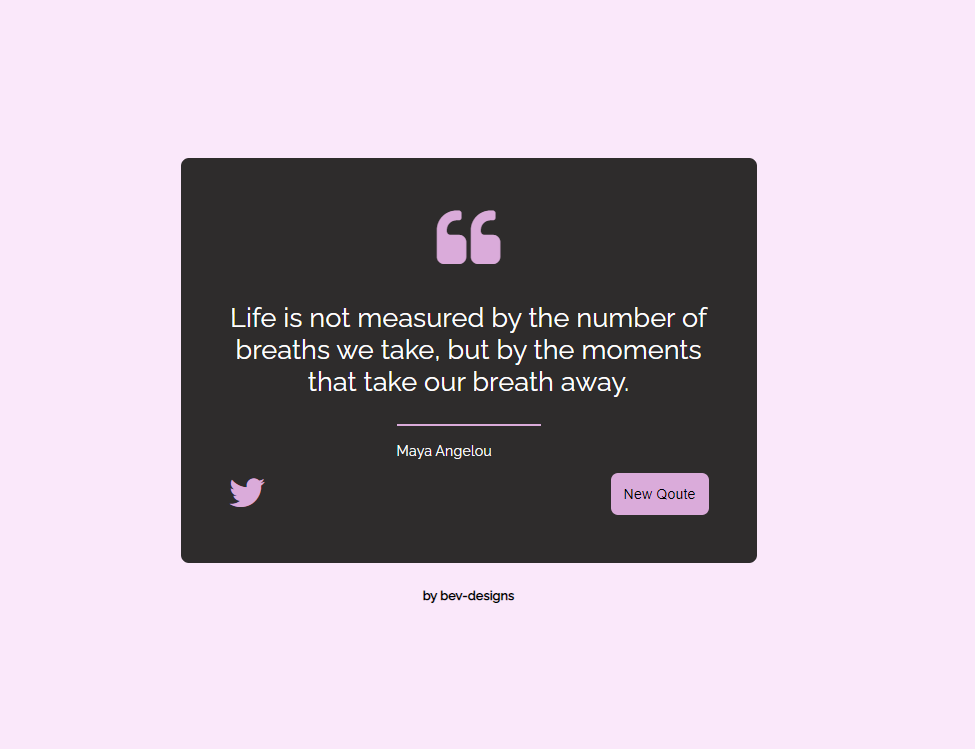 Life is not measured by the number of
breaths we take, but by the moments
that take our breath away.
Maya Angelou
New Qoute
by bev-designs